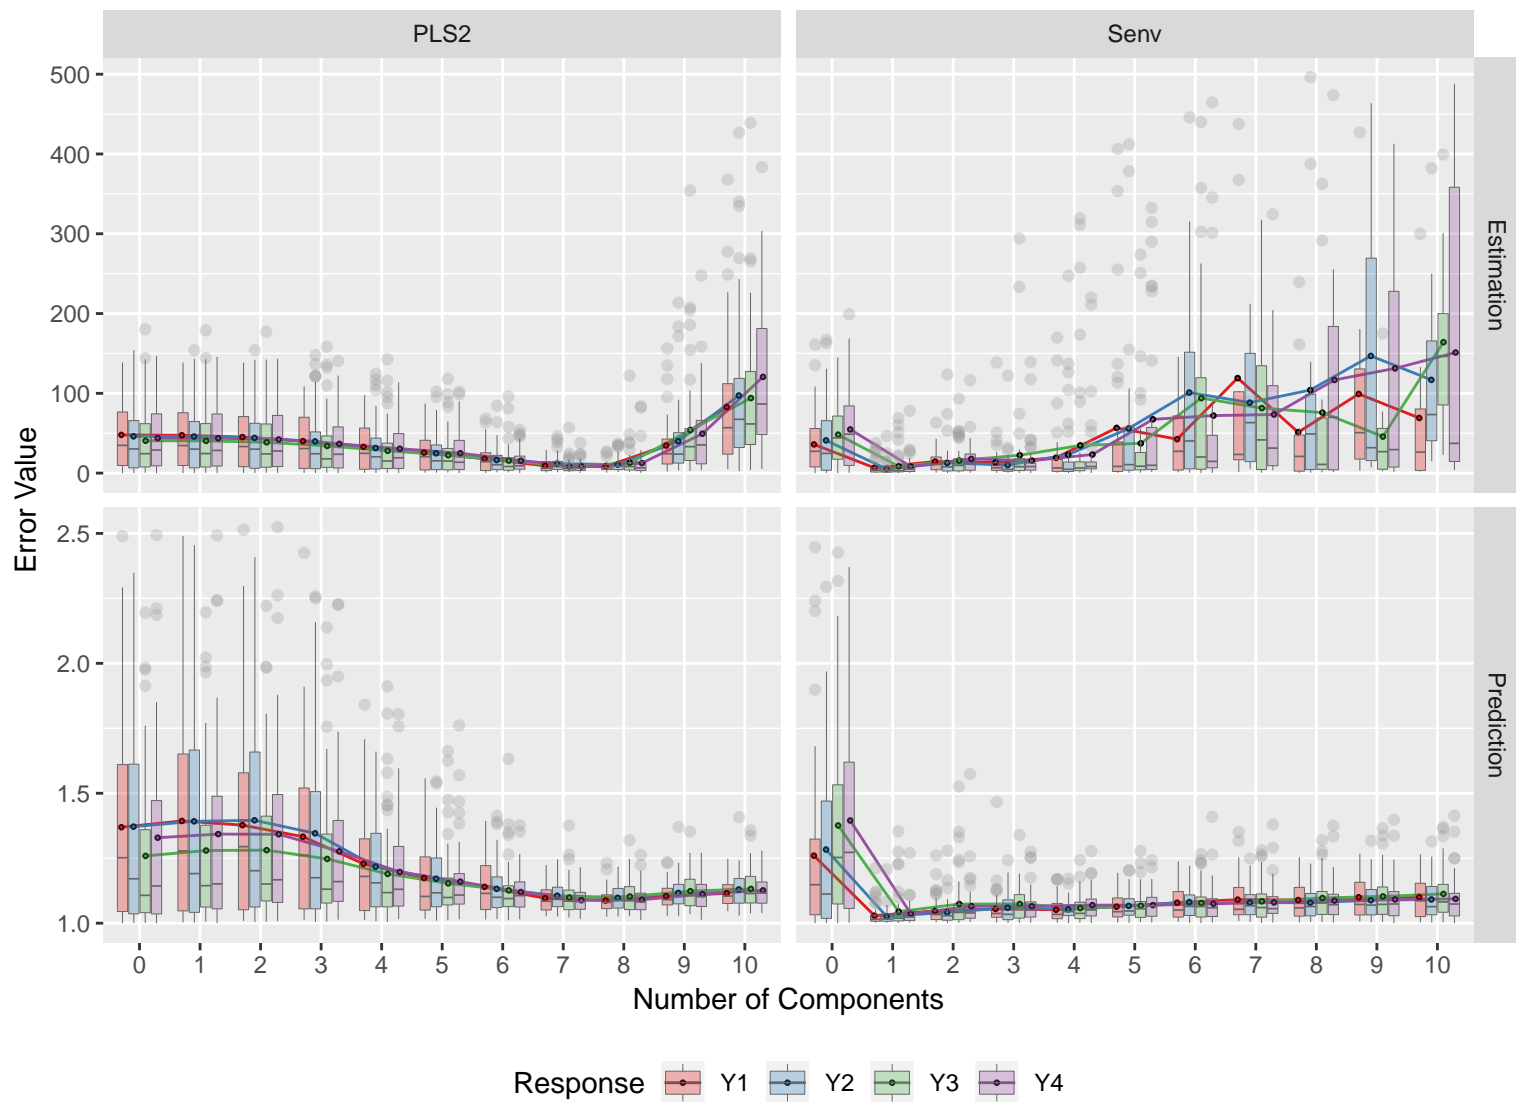 PLS2 Senv
500
400
300
200
100
0
Estimation
Error Value
2.5
2.0
1.5
1.0
Prediction
0 1 2 3 4 5 6 7 8 9 10 0 1 2 3 4 5 6 7 8 9 10
Number of Components
Response Y1 Y2 Y3 Y4